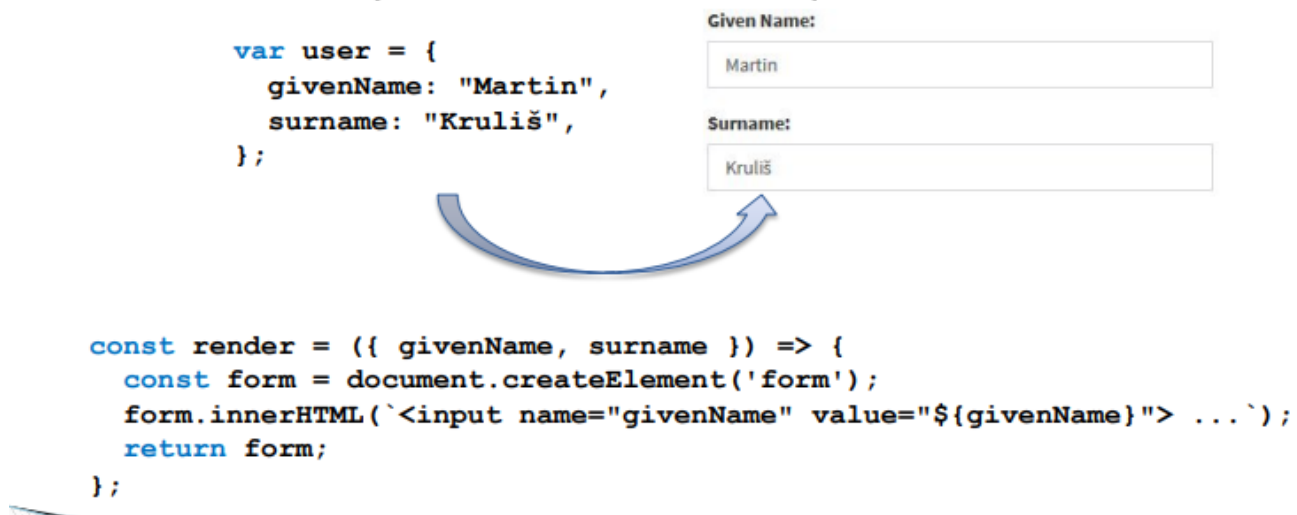 var user = {
  givenName: "Martin",
  surname: "Kruliš",
};
Given Name:
Martin
Surname:
Kruliš
const render = ({ givenName, surname }) => {
  const form = document.createElement('form');
  form.innerHTML(`<input name="givenName" value="${givenName}"> ...`);
  return form;
};